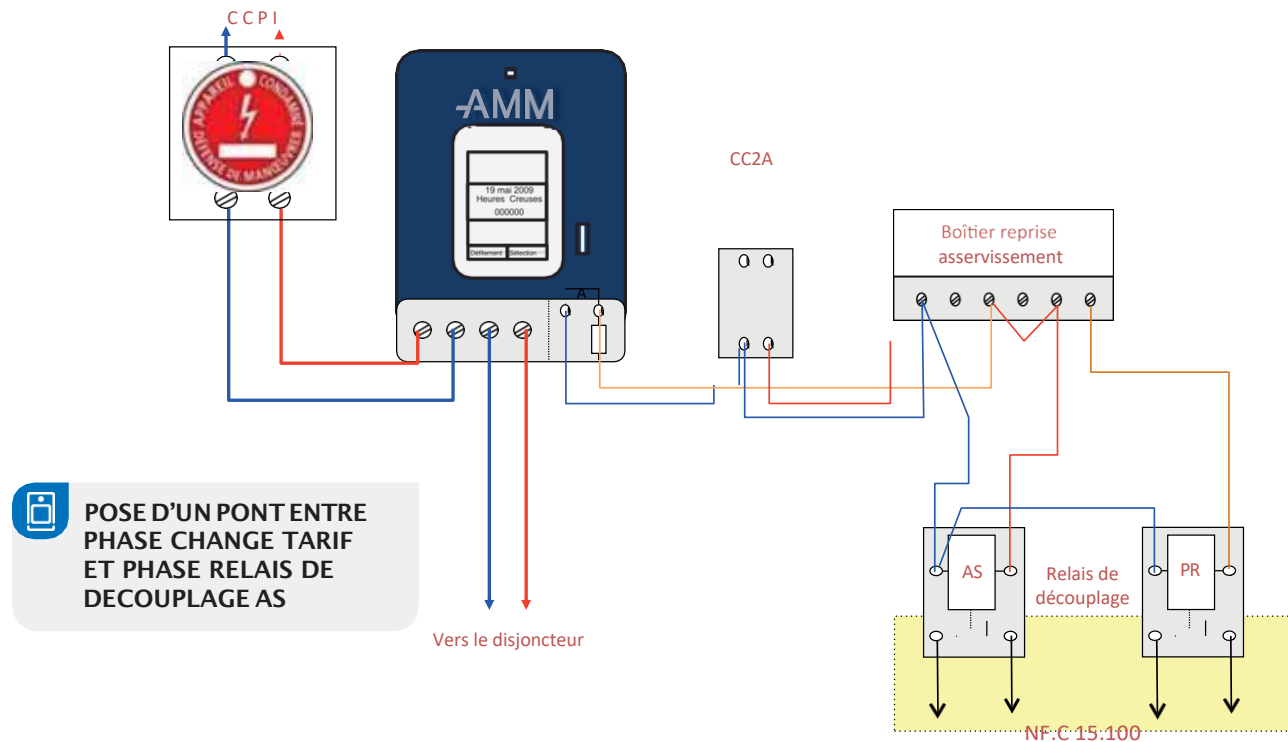 C C P I
APPAREIL CONDAMNÉ
DÉFENSE DE MANŒUVRER
AMM
19 mai 2009
Heures Creuses
000000
Défilement Selection
A
CC2A
Boîtier reprise
asservissement
POSE D’UN PONT ENTRE
PHASE CHANGE TARIF
ET PHASE RELAIS DE
DECOUPLAGE AS
Vers le disjoncteur
AS
Relais de
découplage
PR
NF.C 15.100